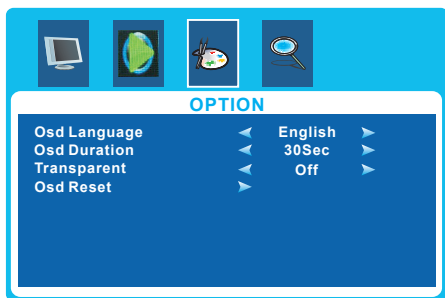 OPTION
Osd Language English
Osd Duration 30Sec
Transparent Off
Osd Reset